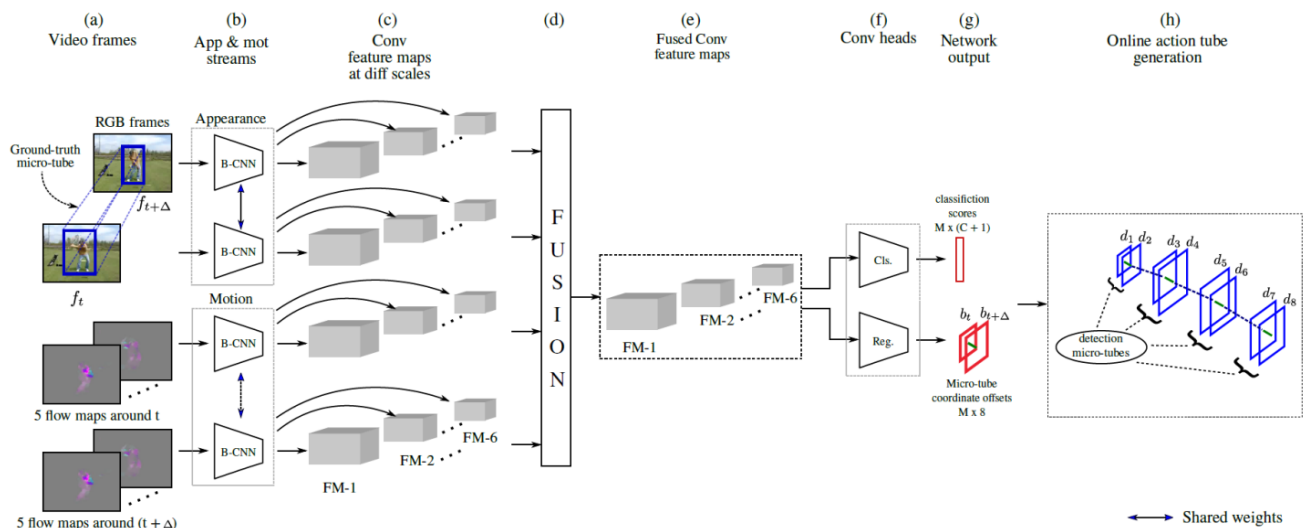 (a)
Video frames
(b)
App & mot
streams
(c)
Conv
feature maps
at diff scales
(d)
(e)
Fused Conv
feature maps
(f)
Conv heads
(g)
Network
output
(h)
Online action tube
generation
RGB frames
Ground-truth
micro-tube
f_{t+Δ}
f_t
Appearance
B-CNN
B-CNN
Motion
B-CNN
B-CNN
5 flow maps around t
5 flow maps around (t + Δ)
FM-1
FM-2
FM-6
F
U
S
I
O
N
FM-1
FM-2
FM-6
Cls.
Reg.
classifiction
scores
M x (C + 1)
b_t b_{t+Δ}
Micro-tube
coordinate offsets
M x 8
d_1 d_2
d_3 d_4
d_5
d_6
d_7
d_8
detection
micro-tubes
Shared weights